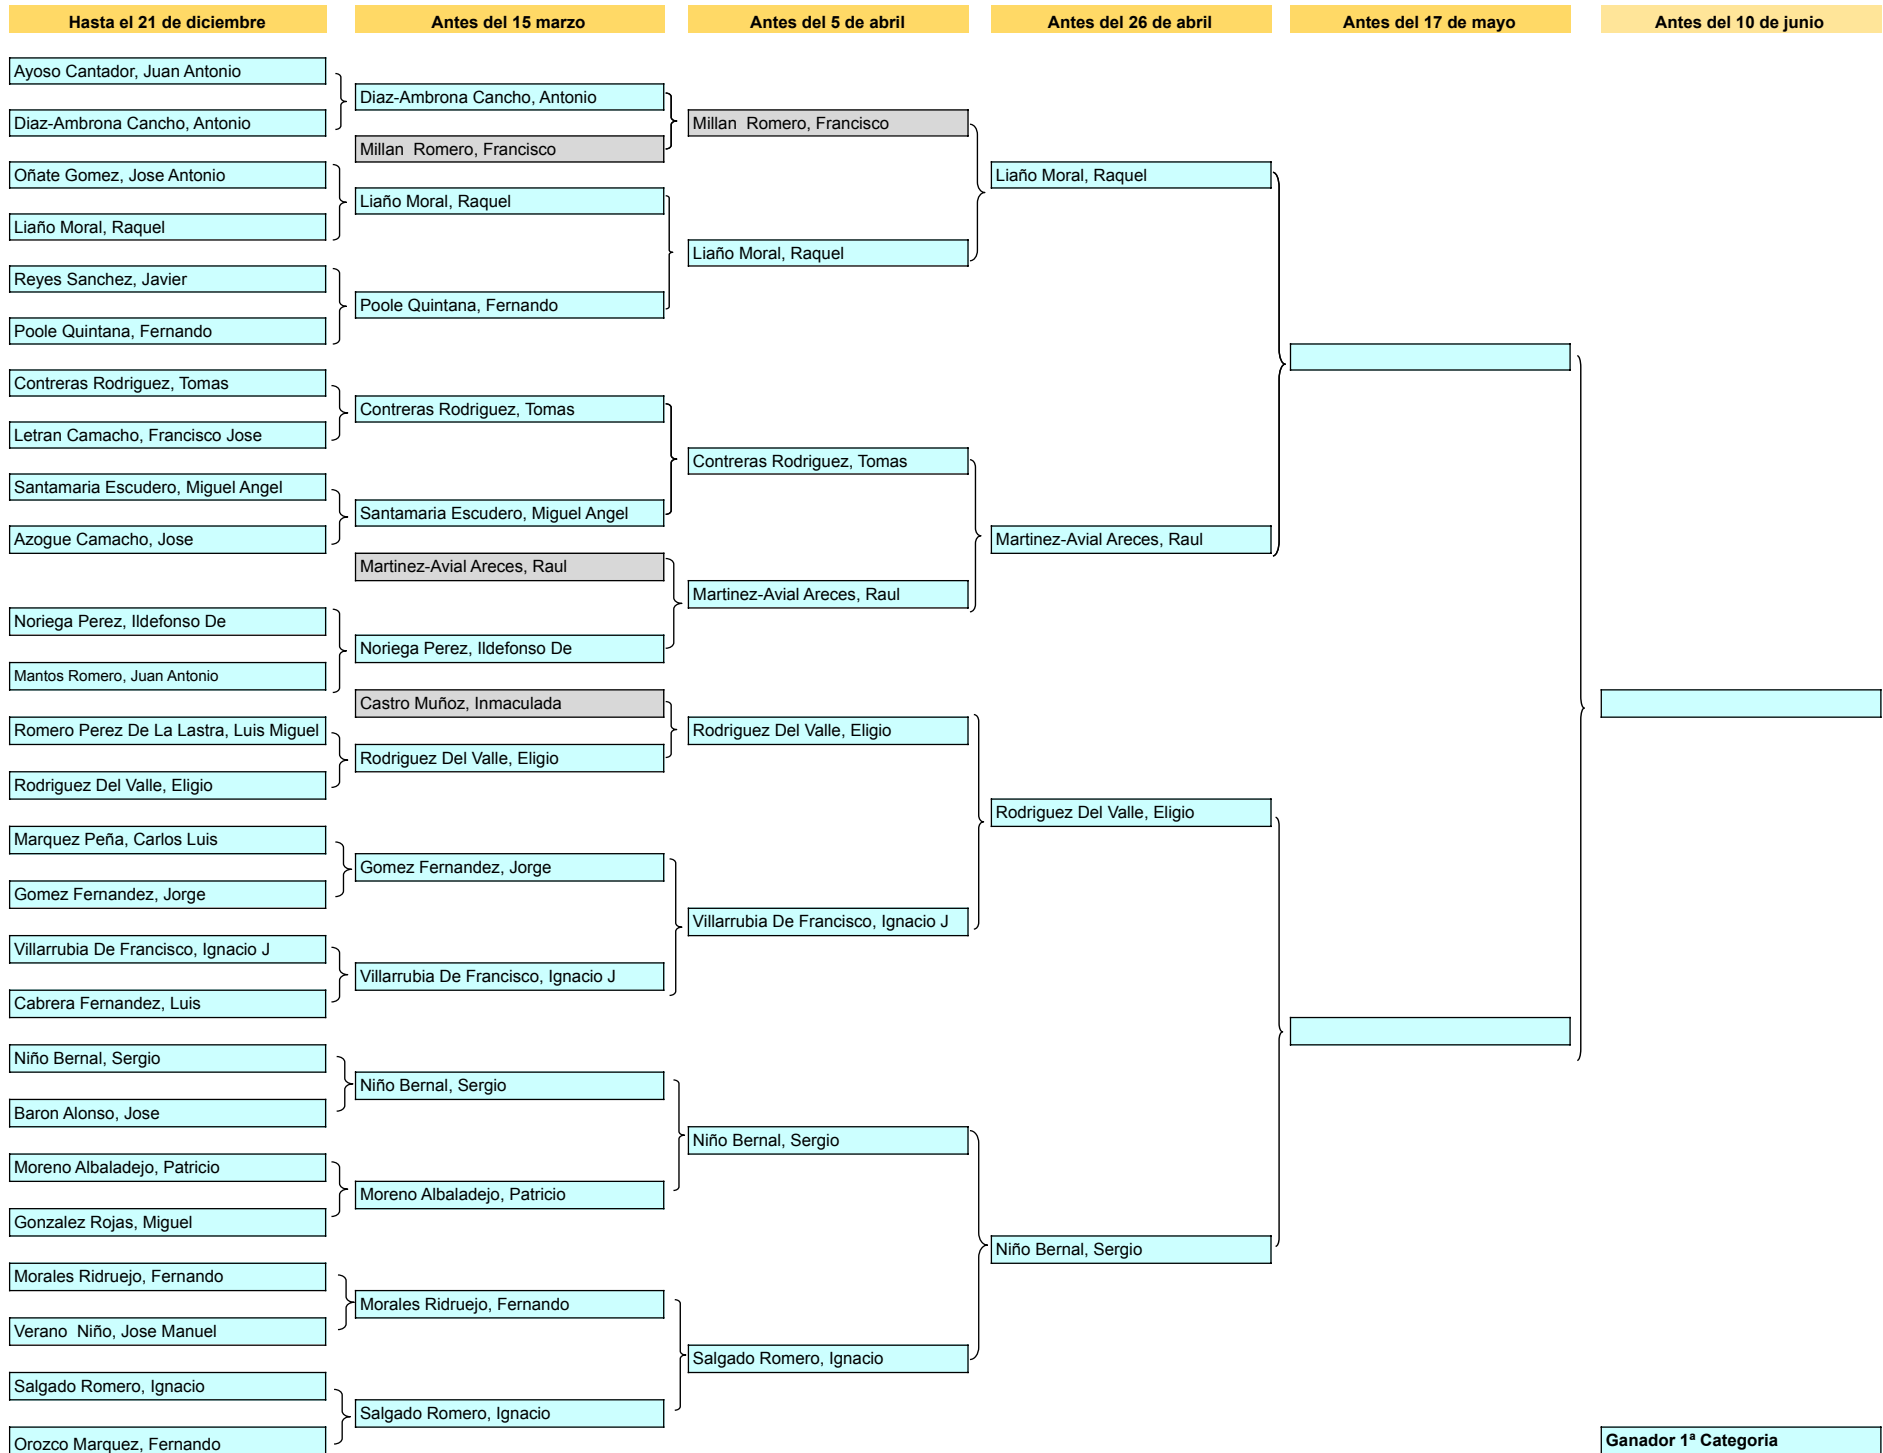 Hasta el 21 de diciembre
Antes del 15 marzo
Antes del 5 de abril
Antes del 26 de abril
Antes del 17 de mayo
Antes del 10 de junio
Ayoso Cantador, Juan Antonio
Diaz-Ambrona Cancho, Antonio
Oñate Gomez, Jose Antonio
Liaño Moral, Raquel
Reyes Sanchez, Javier
Poole Quintana, Fernando
Contreras Rodriguez, Tomas
Letran Camacho, Francisco Jose
Santamaria Escudero, Miguel Angel
Azogue Camacho, Jose
Noriega Perez, Ildefonso De
Mantos Romero, Juan Antonio
Romero Perez De La Lastra, Luis Miguel
Rodriguez Del Valle, Eligio
Marquez Peña, Carlos Luis
Gomez Fernandez, Jorge
Villarrubia De Francisco, Ignacio J
Cabrera Fernandez, Luis
Niño Bernal, Sergio
Baron Alonso, Jose
Moreno Albaladejo, Patricio
Gonzalez Rojas, Miguel
Morales Ridruejo, Fernando
Verano  Niño, Jose Manuel
Salgado Romero, Ignacio
Orozco Marquez, Fernando
Diaz-Ambrona Cancho, Antonio
Millan  Romero, Francisco
Liaño Moral, Raquel
Poole Quintana, Fernando
Contreras Rodriguez, Tomas
Santamaria Escudero, Miguel Angel
Martinez-Avial Areces, Raul
Noriega Perez, Ildefonso De
Castro Muñoz, Inmaculada
Rodriguez Del Valle, Eligio
Gomez Fernandez, Jorge
Villarrubia De Francisco, Ignacio J
Niño Bernal, Sergio
Moreno Albaladejo, Patricio
Morales Ridruejo, Fernando
Salgado Romero, Ignacio
Millan  Romero, Francisco
Liaño Moral, Raquel
Contreras Rodriguez, Tomas
Martinez-Avial Areces, Raul
Rodriguez Del Valle, Eligio
Villarrubia De Francisco, Ignacio J
Niño Bernal, Sergio
Salgado Romero, Ignacio
Liaño Moral, Raquel
Martinez-Avial Areces, Raul
Rodriguez Del Valle, Eligio
Niño Bernal, Sergio
Ganador 1ª Categoria